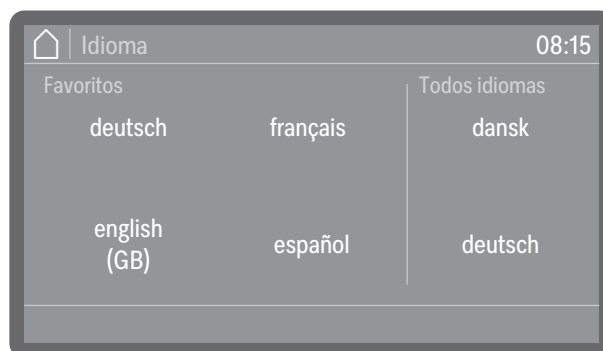 Idioma 08:15
Favoritos Todos idiomas
deutsch français dansk
english
(GB) español deutsch